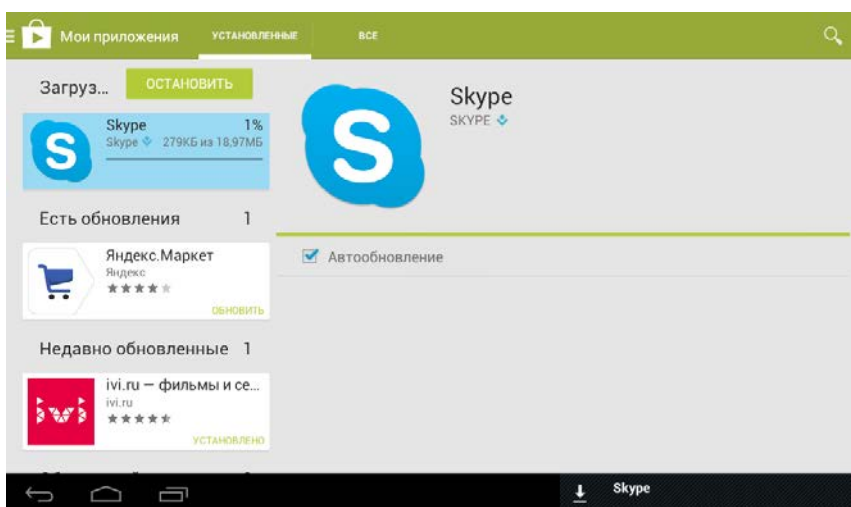 Мои приложения
УСТАНОВЛЕННЫЕ
ВСЕ
Загруз...
ОСТАНОВИТЬ
Skype 1%
Skype 279КБ из 18,97МБ
Есть обновления 1
Яндекс.Маркет
Яндекс
ОБНОВИТЬ
Недавно обновленные 1
ivi
ivi.ru — фильмы и се...
ivi.ru
УСТАНОВЛЕНО
S
Skype
SKYPE
Автообновление
Skype